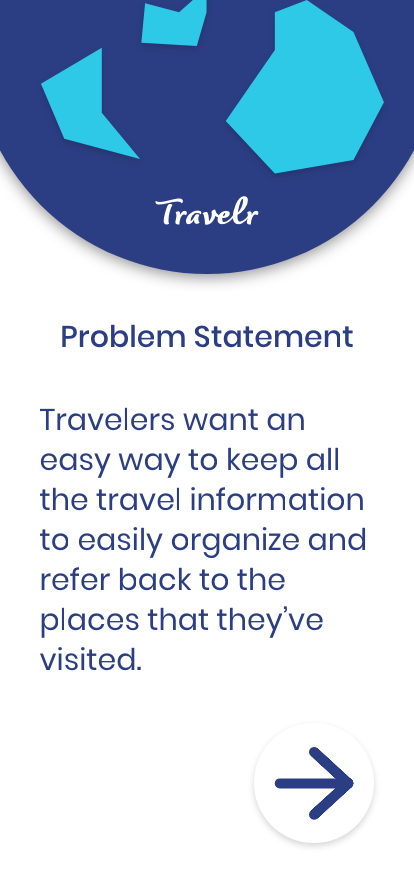 Travelr
Problem Statement
Travelers want an
easy way to keep all
the travel information
to easily organize and
refer back to the
places that they’ve
visited.